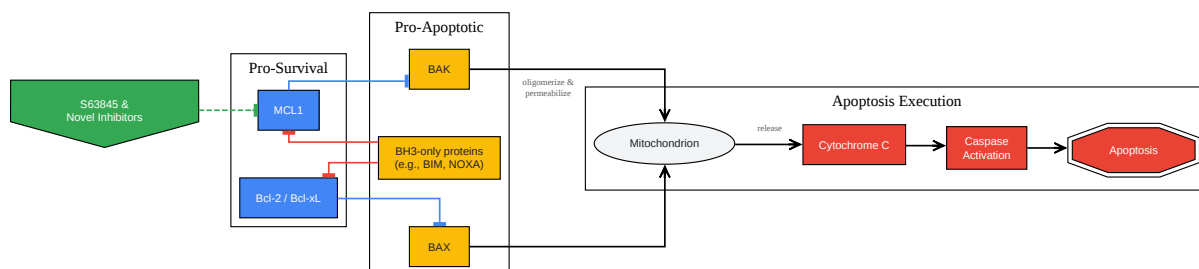 Pro-Apoptotic
Pro-Survival
BAK
oligomerize &
permeabilize
Apoptosis Execution
S63845 &
Novel Inhibitors
MCL1
release
Mitochondrion
Cytochrome C
Caspase
Activation
Apoptosis
BH3-only proteins
(e.g., BIM, NOXA)
Bcl-2 / Bcl-xL
BAX